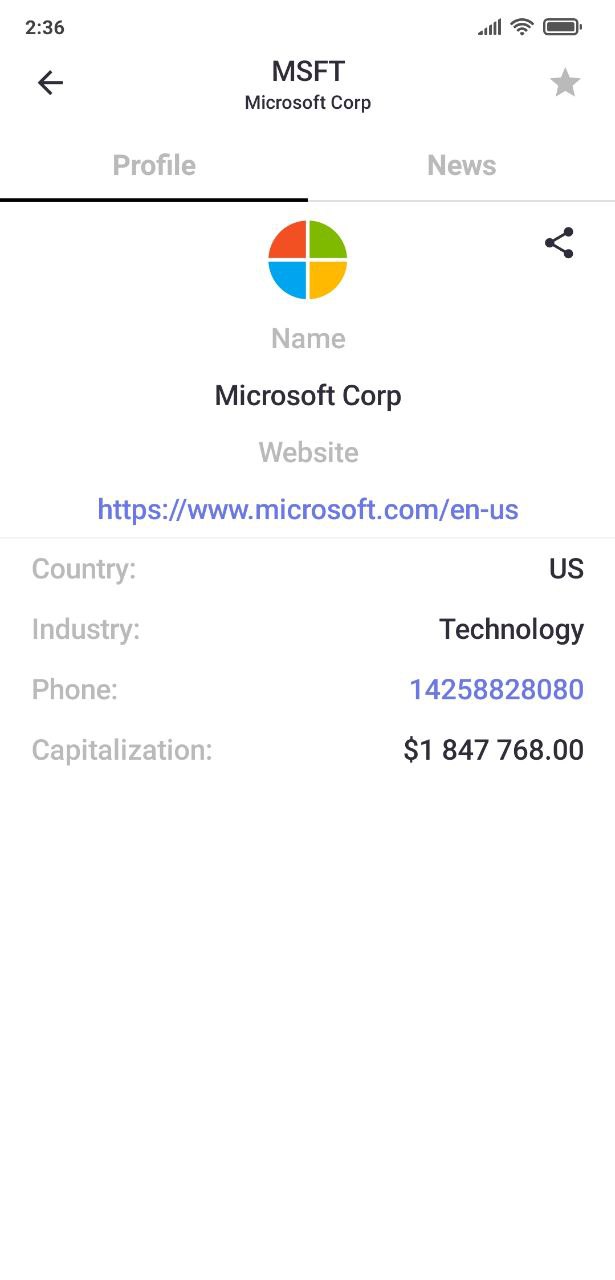 2:36
MSFT
Microsoft Corp
Profile News
Name
Microsoft Corp
Website
https://www.microsoft.com/en-us
Country: US
Industry: Technology
Phone: 14258828080
Capitalization: $1 847 768.00